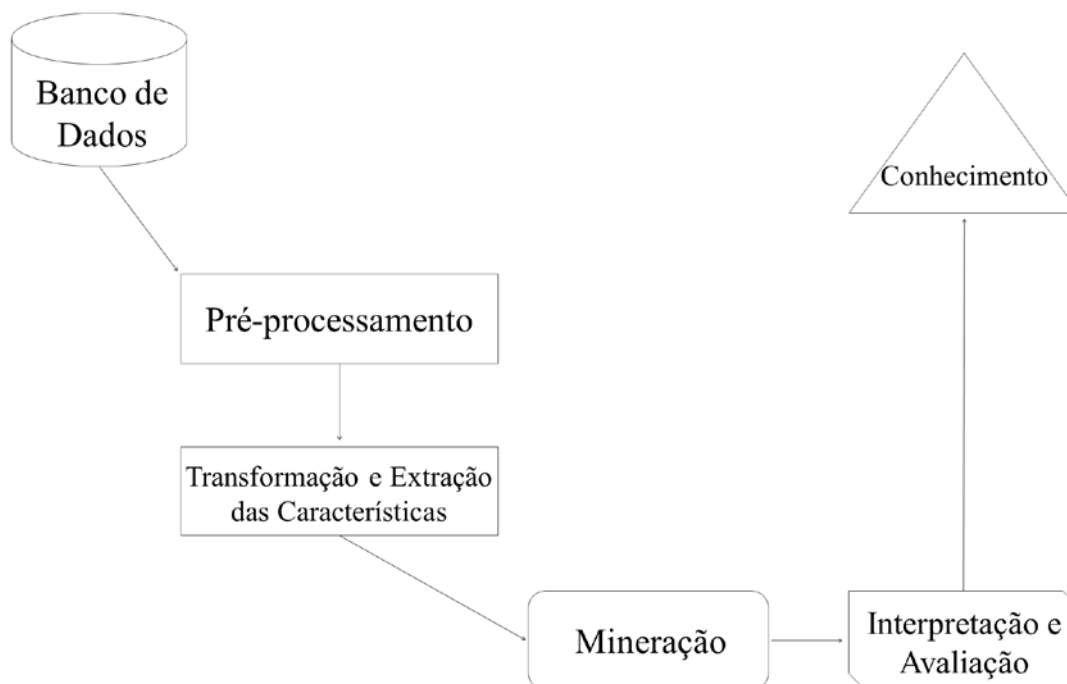 Banco de
Dados
Conhecimento
Pré-processamento
Transformação e Extração
das Características
Mineração
Interpretação e
Avaliação